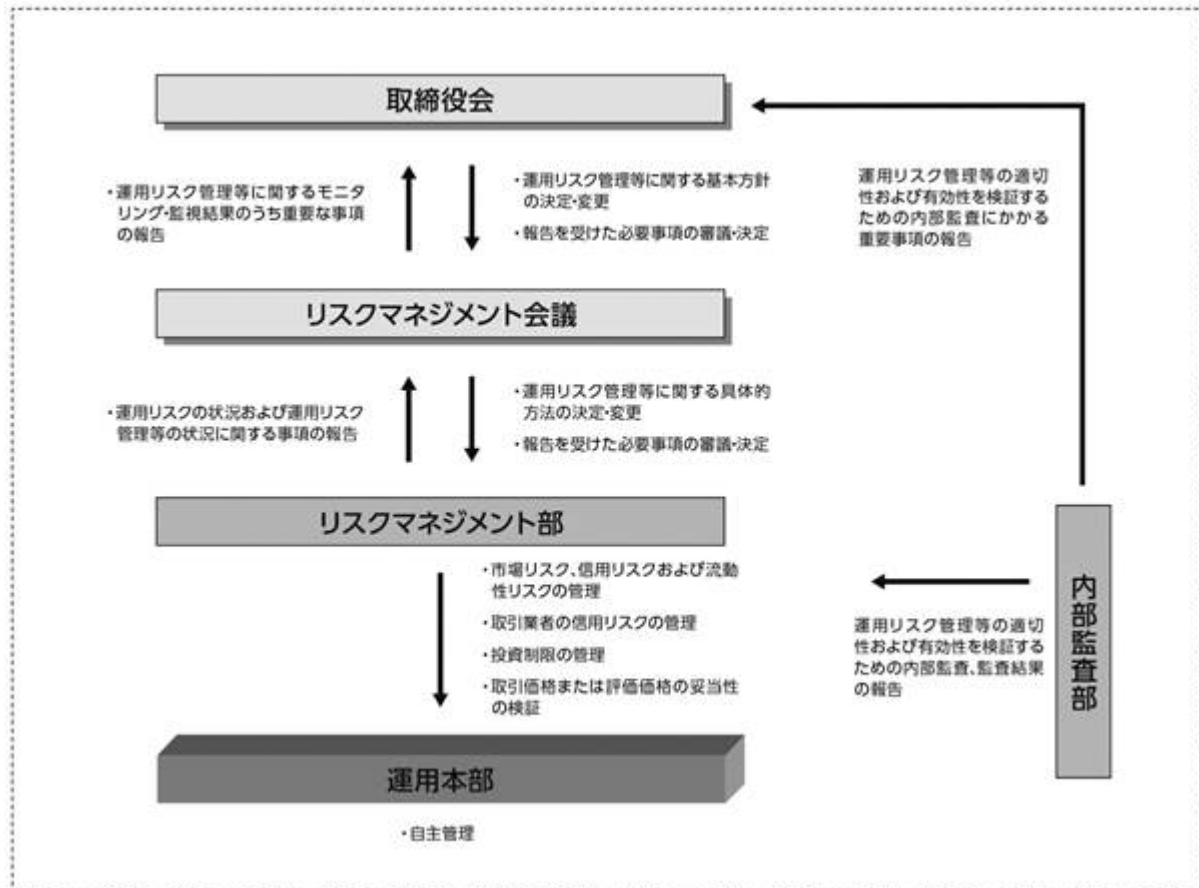 取締役会
・運用リスク管理等に関するモニタ
リング・監視結果のうち重要な事項
の報告
・運用リスク管理等に関する基本方針
の決定・変更
・報告を受けた必要事項の審議・決定
運用リスク管理等の適切
性および有効性を検証する
ための内部監査にかかる
重要事項の報告
リスクマネジメント会議
・運用リスクの状況および運用リスク
管理等の状況に関する事項の報告
・運用リスク管理等に関する具体的
方法の決定・変更
・報告を受けた必要事項の審議・決定
リスクマネジメント部
・市場リスク、信用リスクおよび流動
性リスクの管理
・取引業者の信用リスクの管理
・投資制限の管理
・取引価格または評価価格の妥当性
の検証
運用リスク管理等の適切
性および有効性を検証する
ための内部監査、監査結果
の報告
内部監査部
運用本部
・自主管理